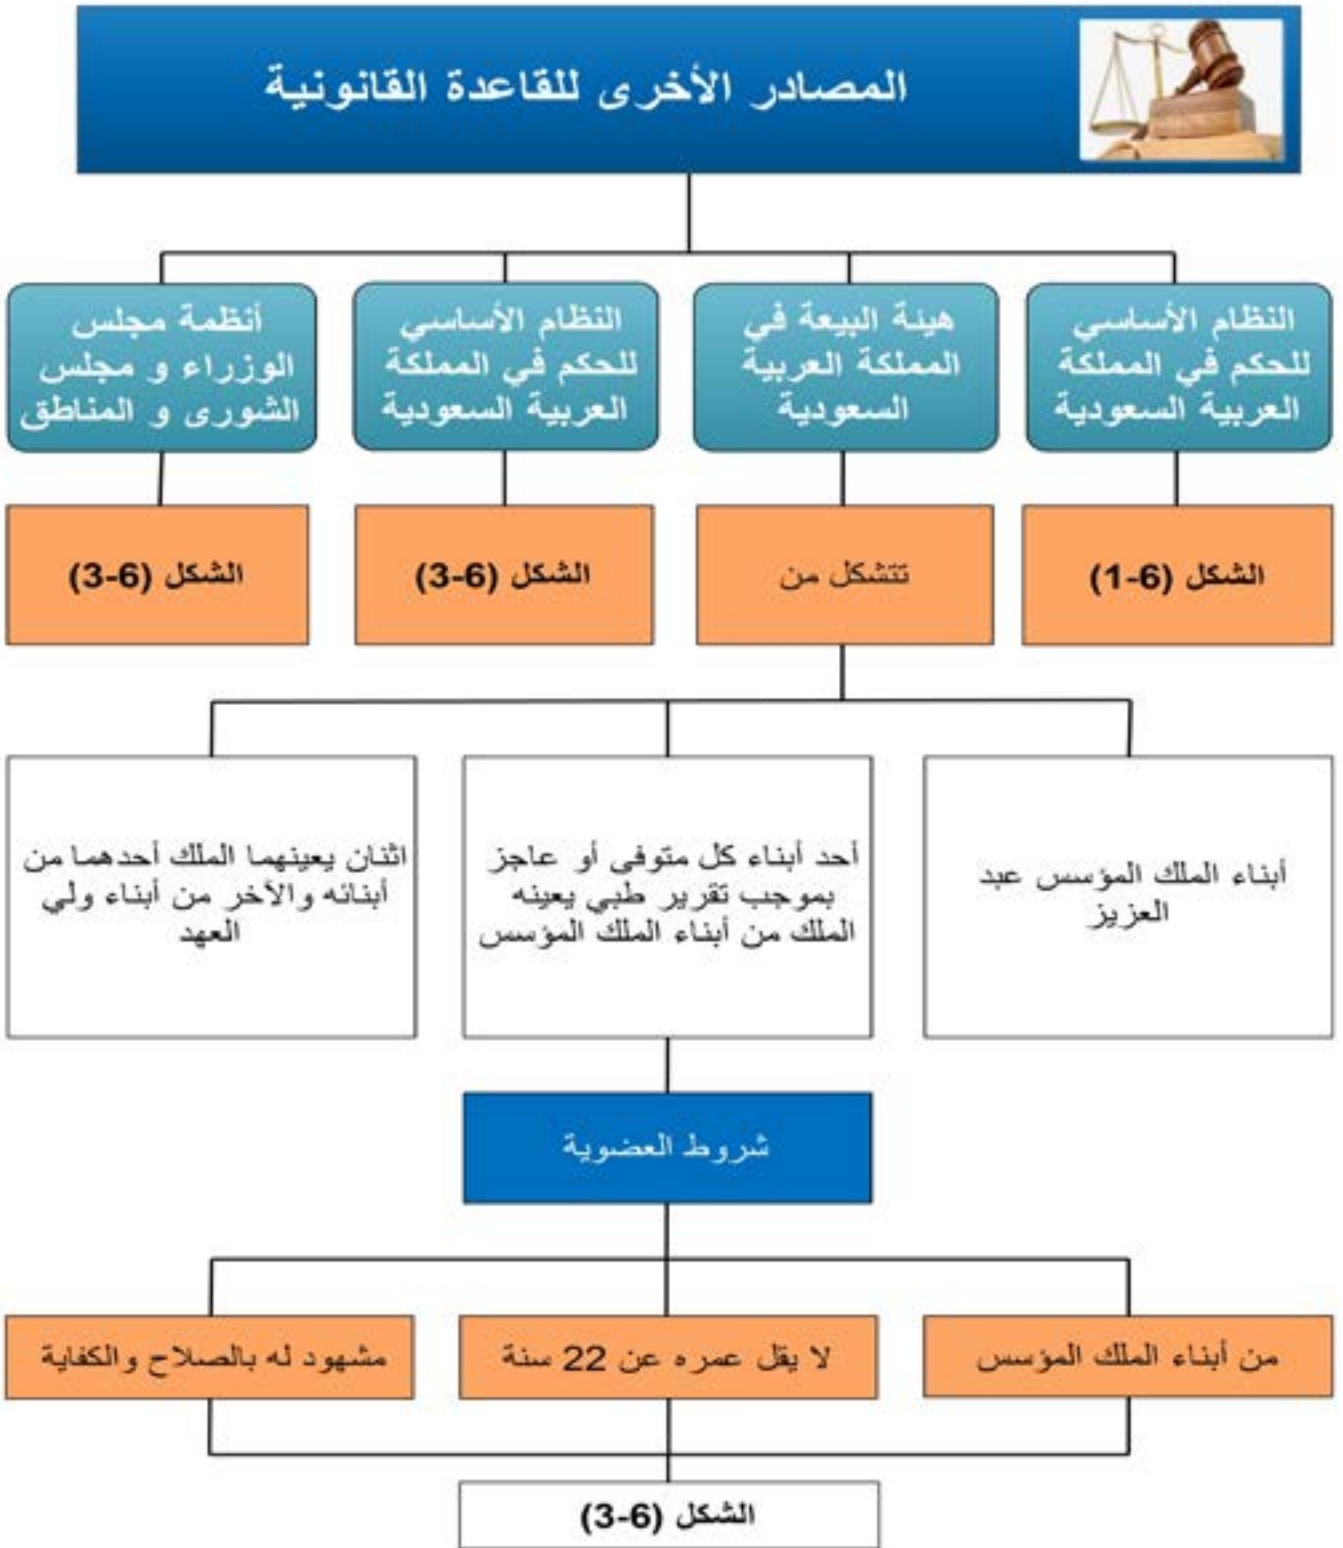 المصادر الأخرى للقاعدة القانونية
النظام الأساسي
للحكم في المملكة
العربية السعودية
هيئة البيعة في
المملكة العربية
السعودية
النظام الأساسي
للحكم في المملكة
العربية السعودية
أنظمة مجلس
الوزراء و مجلس
الشورى و المناطق
الشكل (6-1)
تتشكل من
الشكل (6-3)
الشكل (6-3)
أبناء الملك المؤسس عبد
العزيز
أحد أبناء كل متوفى أو عاجز
بموجب تقرير طبي يعينه
الملك من أبناء الملك المؤسس
اثنان يعينهما الملك أحدهما من
أبنائه والآخر من أبناء ولي
العهد
شروط العضوية
من أبناء الملك المؤسس
لا يقل عمره عن 22 سنة
مشهود له بالصلاح والكفاية
الشكل (6-3)